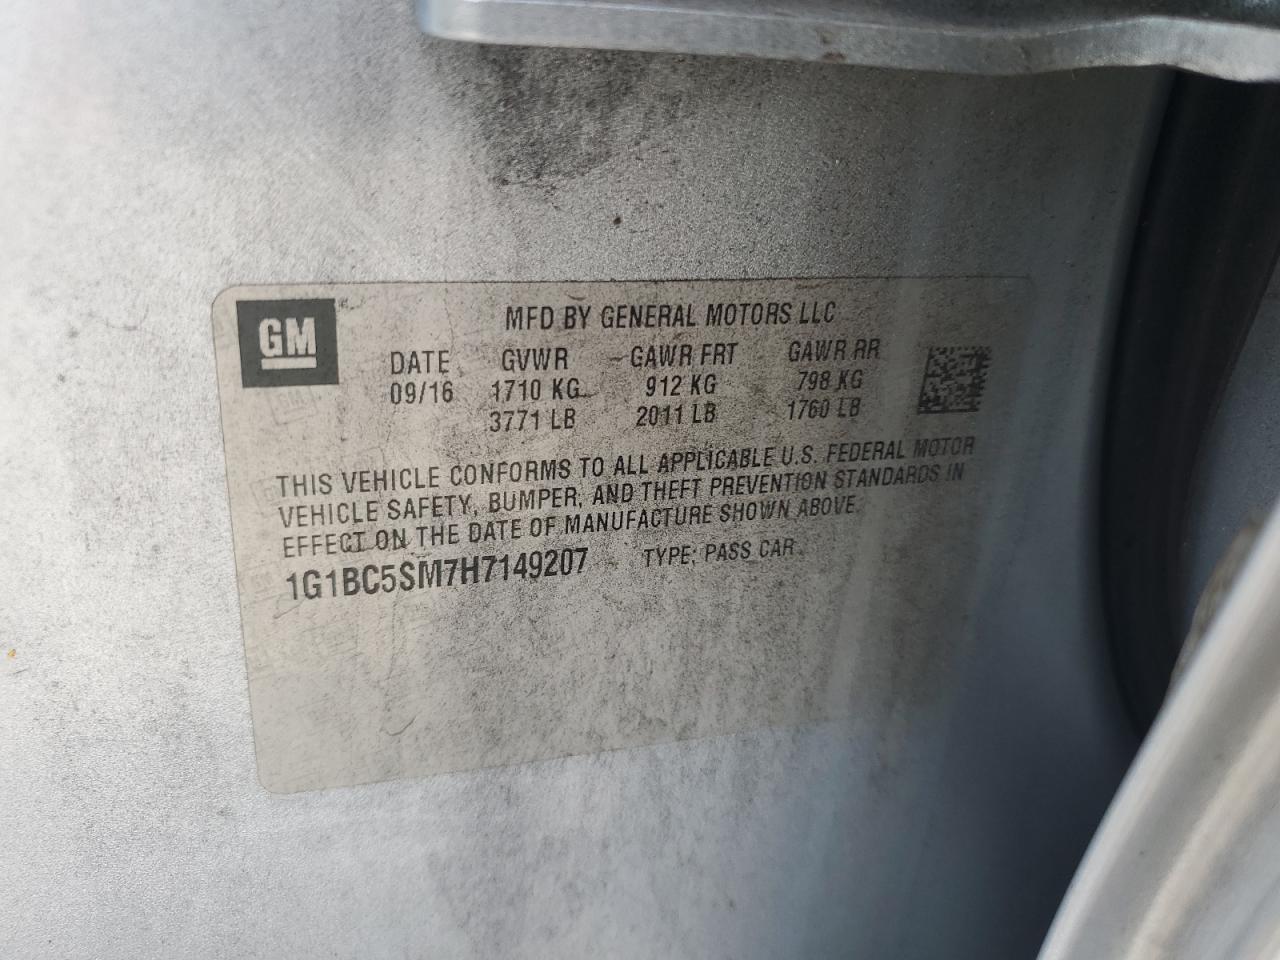 GM
MFD BY GENERAL MOTORS LLC
DATE GVWR GAWR FRT GAWR RR
09/16 1710 KG 912 KG 798 KG
3771 LB 2011 LB 1760 LB
THIS VEHICLE CONFORMS TO ALL APPLICABLE U.S. FEDERAL MOTOR
VEHICLE SAFETY, BUMPER, AND THEFT PREVENTION STANDARDS IN
EFFECT ON THE DATE OF MANUFACTURE SHOWN ABOVE.
1G1BC5SM7H7149207 TYPE: PASS CAR